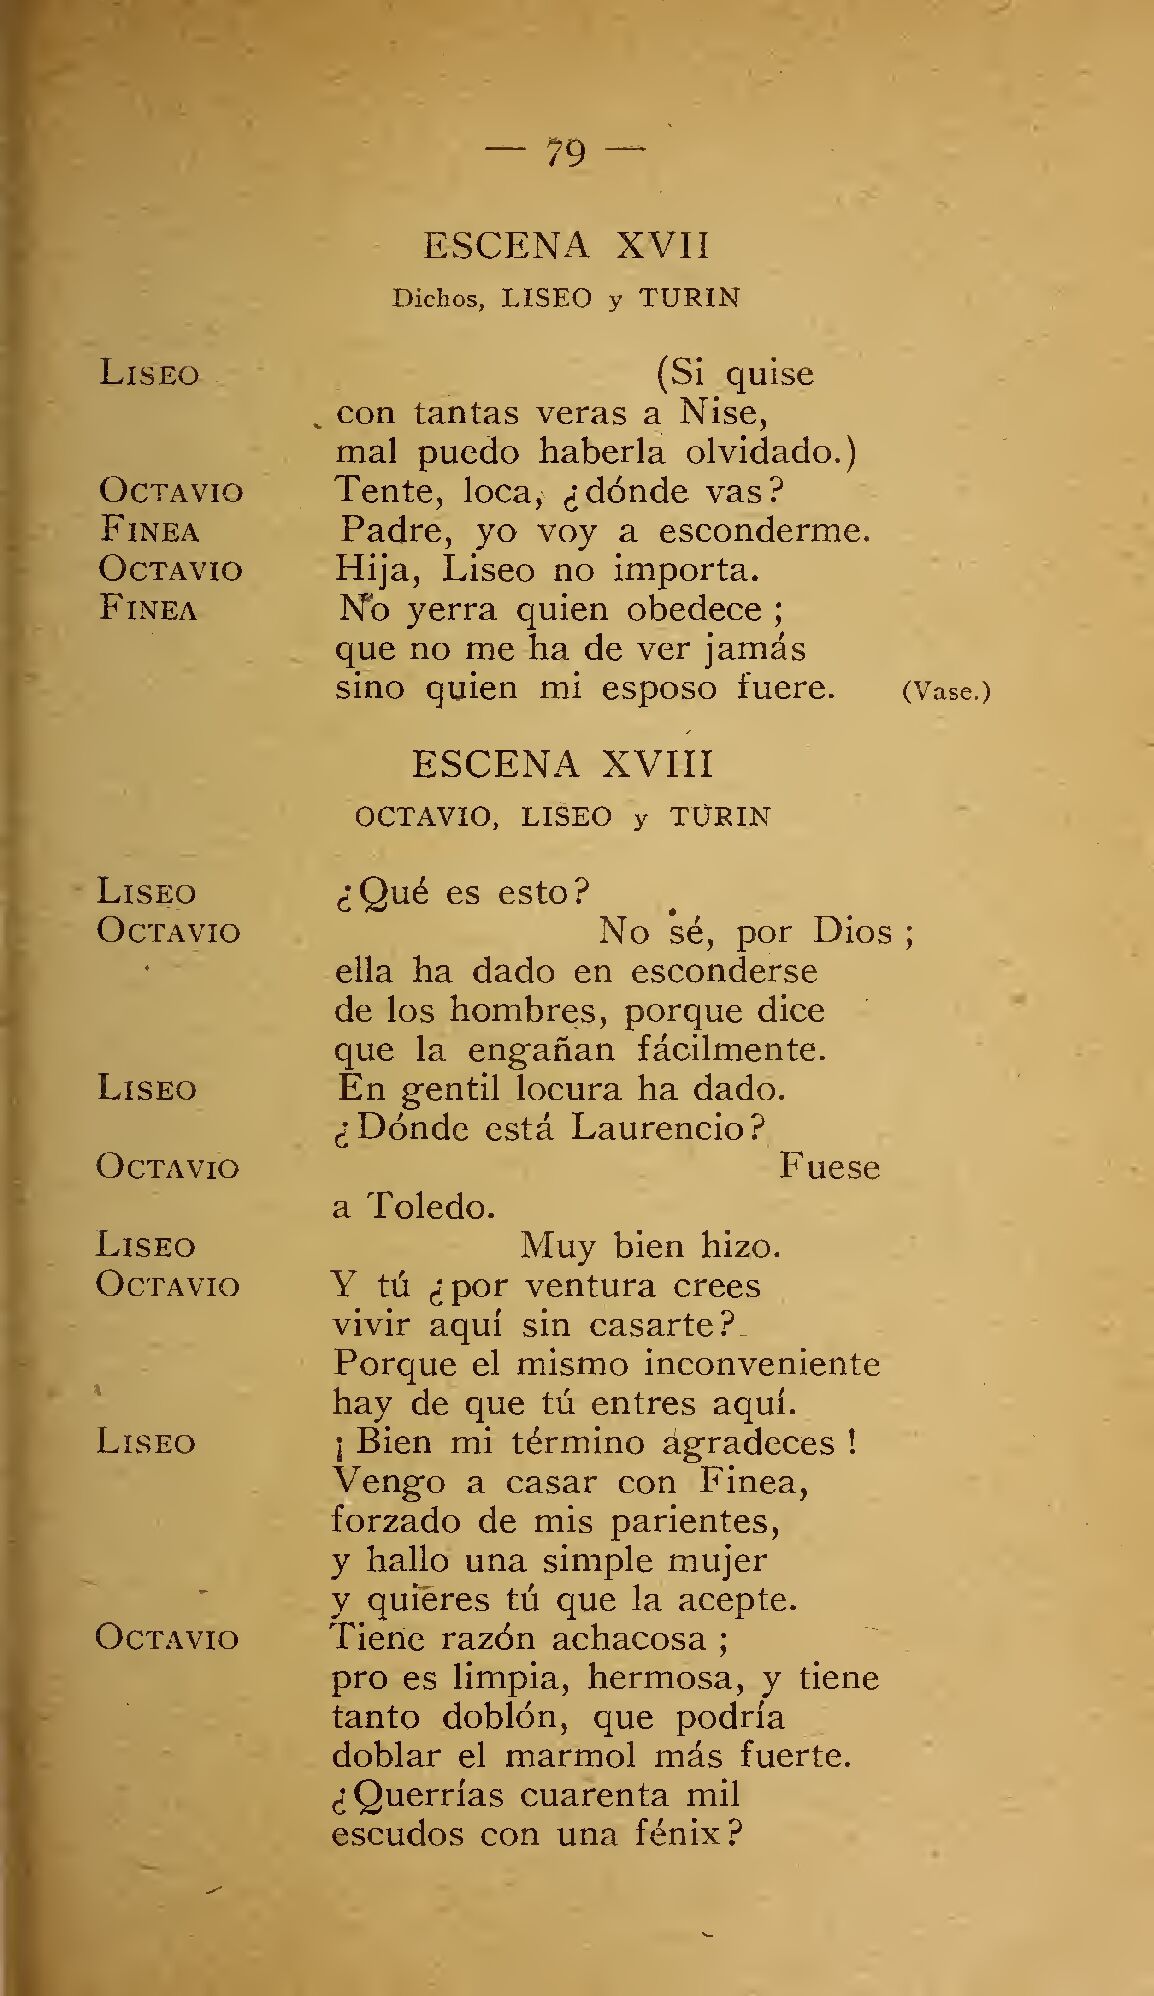 — 79 —
ESCENA XVII
Dichos, LISEO y TURIN
LISEO (Si quise
con tantas veras a Nise,
mal puedo haberla olvidado.)
OCTAVIO Tente, loca, ¿dónde vas?
FINEA Padre, yo voy a esconderme.
OCTAVIO Hija, Liseo no importa.
FINEA No yerra quien obedece ;
que no me ha de ver jamás
sino quien mi esposo fuere. (Vase.)
ESCENA XVIII
OCTAVIO, LISEO y TURIN
LISEO ¿Qué es esto?
OCTAVIO No sé, por Dios ;
ella ha dado en esconderse
de los hombres, porque dice
que la engañan fácilmente.
LISEO En gentil locura ha dado.
¿Dónde está Laurencio?
OCTAVIO Fuese
a Toledo.
LISEO Muy bien hizo.
OCTAVIO Y tú ¿por ventura crees
vivir aquí sin casarte?
Porque el mismo inconveniente
hay de que tú entres aquí.
LISEO ¡ Bien mi término agradeces !
Vengo a casar con Finea,
forzado de mis parientes,
y hallo una simple mujer
y quieres tú que la acepte.
OCTAVIO Tiene razón achacosa ;
pro es limpia, hermosa, y tiene
tanto doblón, que podría
doblar el marmol más fuerte.
¿Querrías cuarenta mil
escudos con una fénix?